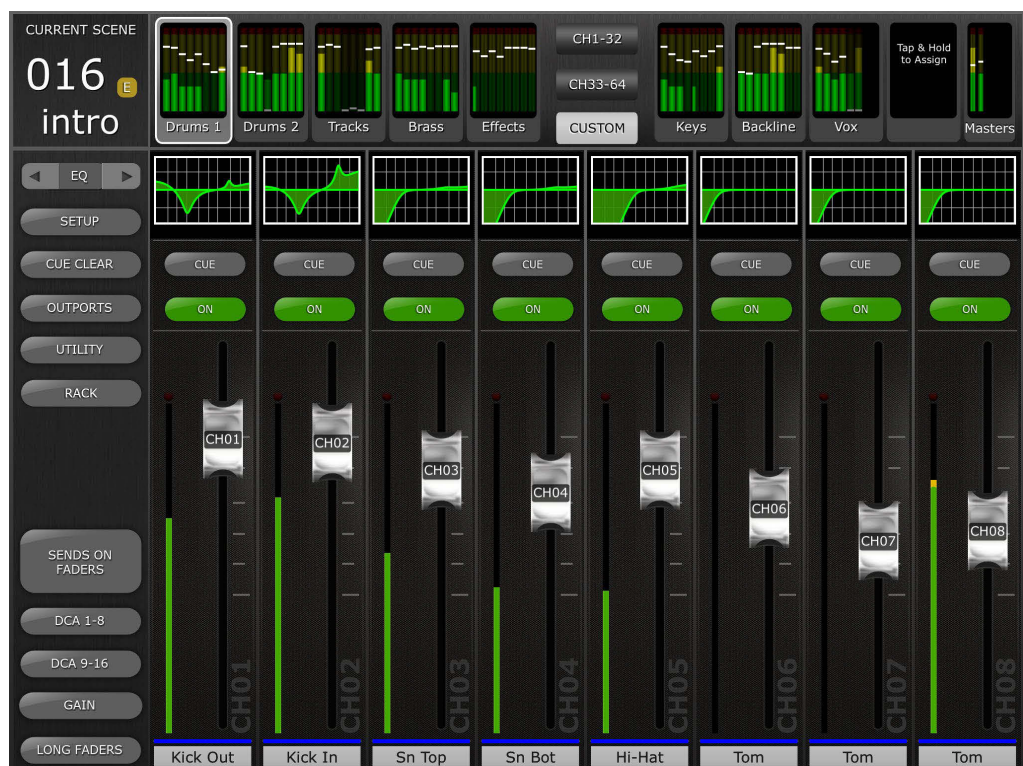 CURRENT SCENE
016 E
intro
Drums 1
Drums 2
Tracks
Brass
Effects
CH1-32
CH33-64
CUSTOM
Keys
Backline
Vox
Tap & Hold
to Assign
Masters
EQ
SETUP
CUE CLEAR
OUTPORTS
UTILITY
RACK
SENDS ON
FADERS
DCA 1-8
DCA 9-16
GAIN
LONG FADERS
CUE CUE CUE CUE CUE CUE CUE CUE
ON ON ON ON ON ON ON ON
CH01 CH02 CH03 CH04 CH05 CH06 CH07 CH08
CH01 CH02 CH03 CH04 CH05 CH06 CH07 CH08
Kick Out Kick In Sn Top Sn Bot Hi-Hat Tom Tom Tom